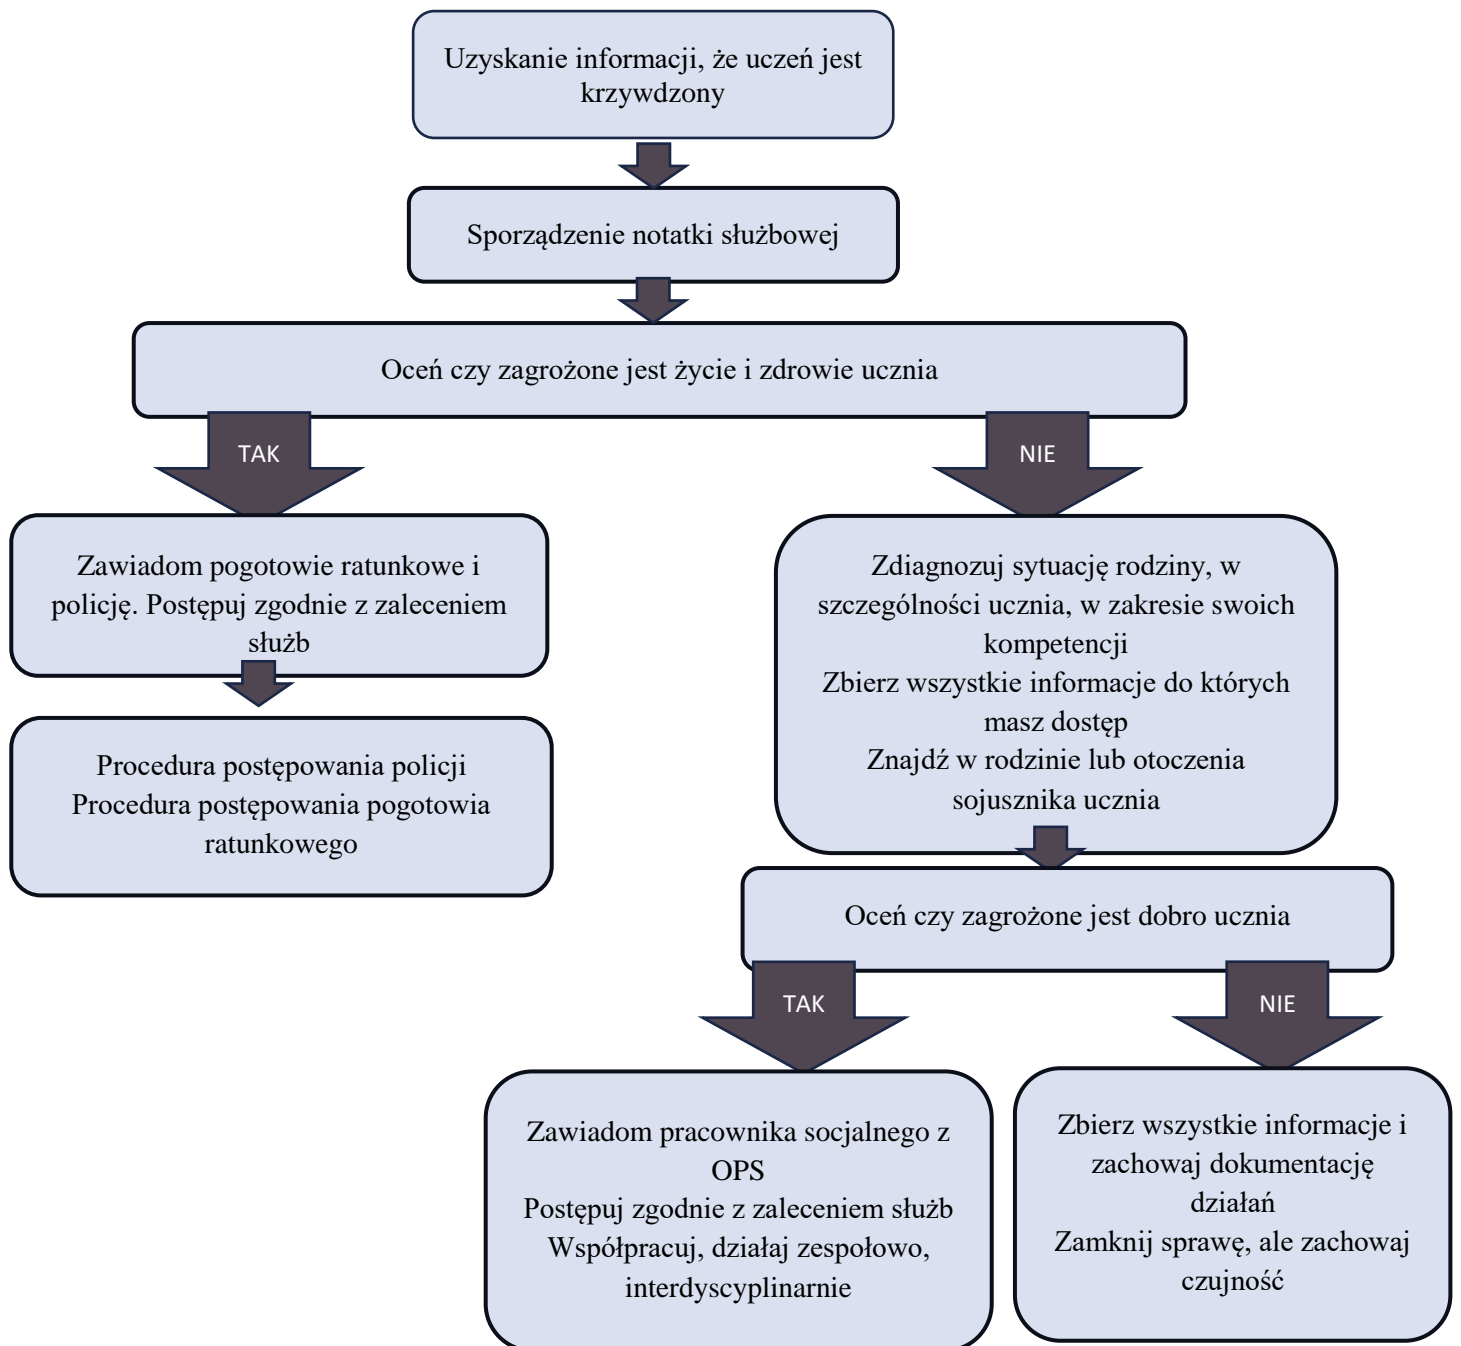 Uzyskanie informacji, że uczeń jest
krzywdzony
Sporządzenie notatki służbowej
Oceń czy zagrożone jest życie i zdrowie ucznia
TAK
NIE
Zawiadom pogotowie ratunkowe i
policję. Postępuj zgodnie z zaleceniem
służb
Procedura postępowania policji
Procedura postępowania pogotowia
ratunkowego
Zdiagnozuj sytuację rodziny, w
szczególności ucznia, w zakresie swoich
kompetencji
Zbierz wszystkie informacje do których
masz dostęp
Znajdź w rodzinie lub otoczenia
sojusznika ucznia
Oceń czy zagrożone jest dobro ucznia
TAK
NIE
Zawiadom pracownika socjalnego z
OPS
Postępuj zgodnie z zaleceniem służb
Współpracuj, działaj zespołowo,
interdyscyplinarnie
Zbierz wszystkie informacje i
zachowaj dokumentację
działań
Zamknij sprawę, ale zachowaj
czujność